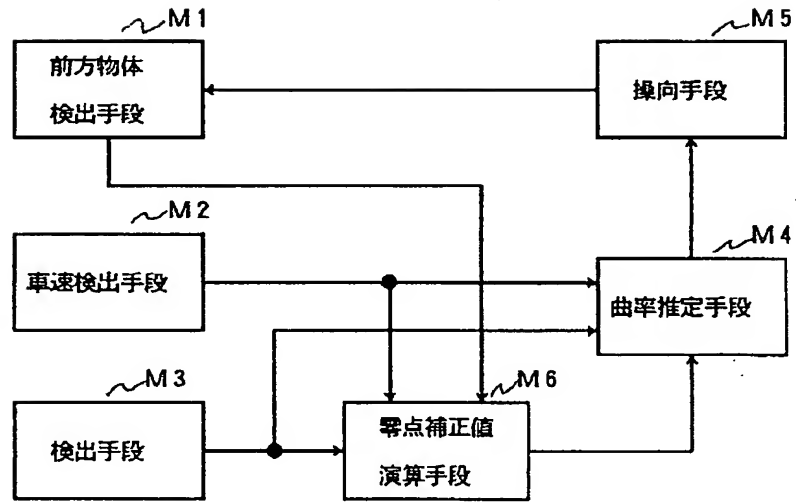 M1
前方物体
検出手段
M5
操向手段
M2
車速検出手段
M4
曲率推定手段
M3
検出手段
M6
零点補正値
演算手段